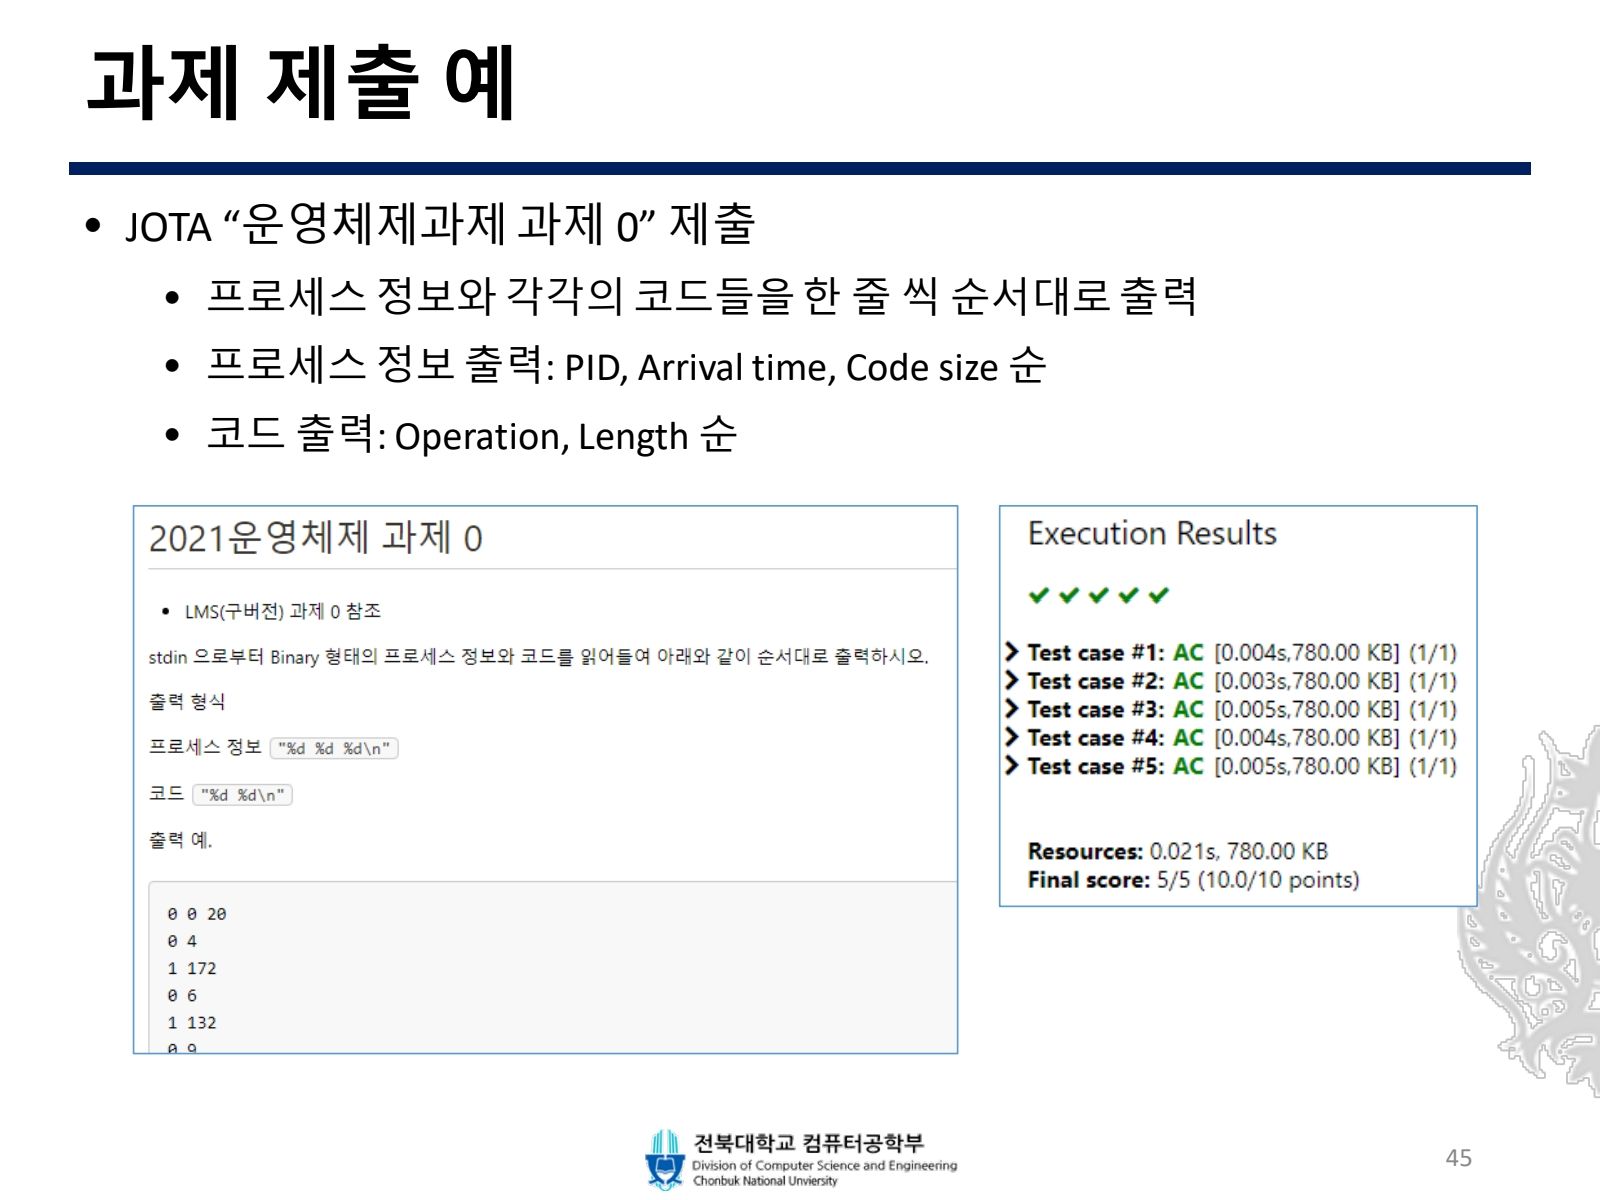 과제 제출 예
• JOTA “운영체제과제 과제 0” 제출
• 프로세스 정보와 각각의 코드들을 한 줄 씩 순서대로 출력
• 프로세스 정보 출력: PID, Arrival time, Code size 순
• 코드 출력: Operation, Length 순
2021운영체제 과제 0
• LMS(구버전) 과제 0 참조
stdin 으로부터 Binary 형태의 프로세스 정보와 코드를 읽어들여 아래와 같이 순서대로 출력하시오.
출력 형식
프로세스 정보 "%d %d %d\n"
코드 "%d %d\n"
출력 예.
0 0 20
0 4
1 172
0 6
1 132
0 9
Execution Results
Test case #1: AC [0.004s,780.00 KB] (1/1)
Test case #2: AC [0.003s,780.00 KB] (1/1)
Test case #3: AC [0.005s,780.00 KB] (1/1)
Test case #4: AC [0.004s,780.00 KB] (1/1)
Test case #5: AC [0.005s,780.00 KB] (1/1)
Resources: 0.021s, 780.00 KB
Final score: 5/5 (10.0/10 points)
전북대학교 컴퓨터공학부
Division of Computer Science and Engineering
Chonbuk National Unviersity
45